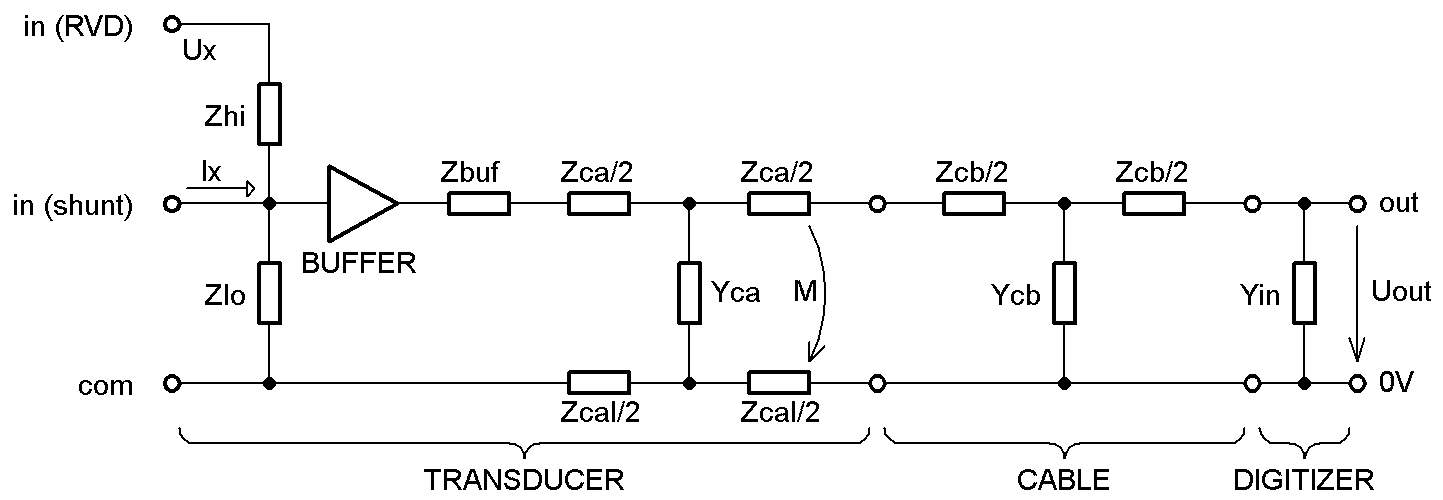 in (RVD)
Ux
Zhi
Ix
in (shunt)
BUFFER
Zbuf
Zca/2
Zca/2
Zcb/2
Zcb/2
out
Zlo
Yca
M
Ycb
Yin
Uout
com
Zcal/2
Zcal/2
0V
TRANSDUCER
CABLE
DIGITIZER